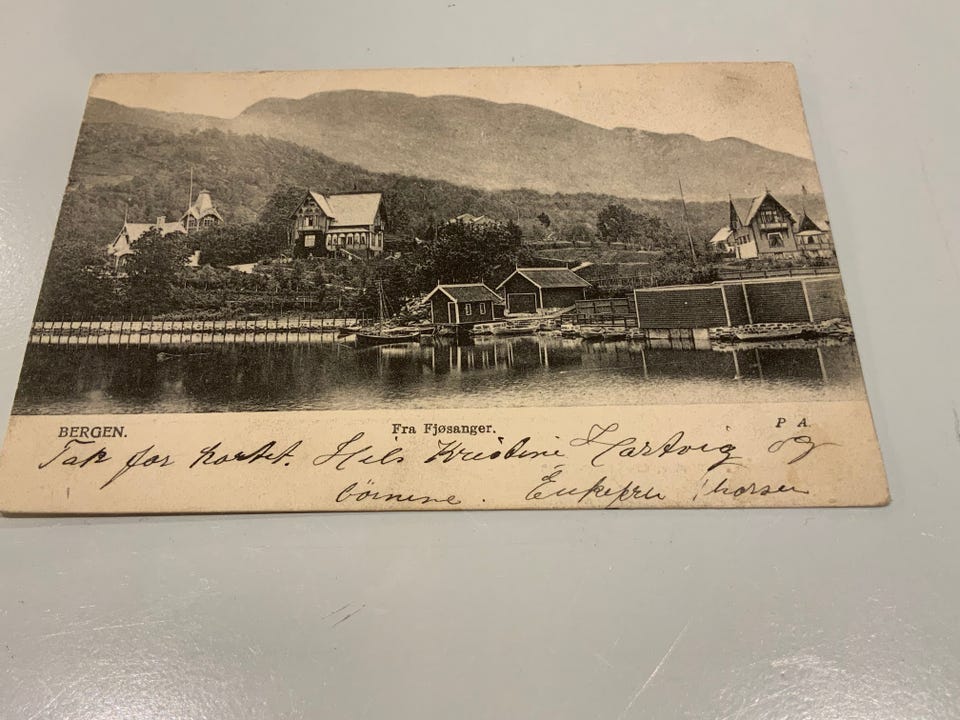 BERGEN. Fra Fjøsanger. P A.
Tak for kortet. Hils Kristine Hartvig og
börnene. Enkefru Thorsen